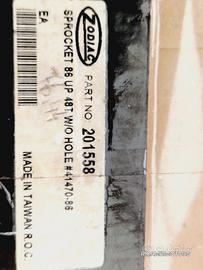 ZODIAC
PART NO. 201558
SPROCKET 86 UP 48T W/O HOLE #41470-86
EA
MADE IN TAIWAN R.O.C.